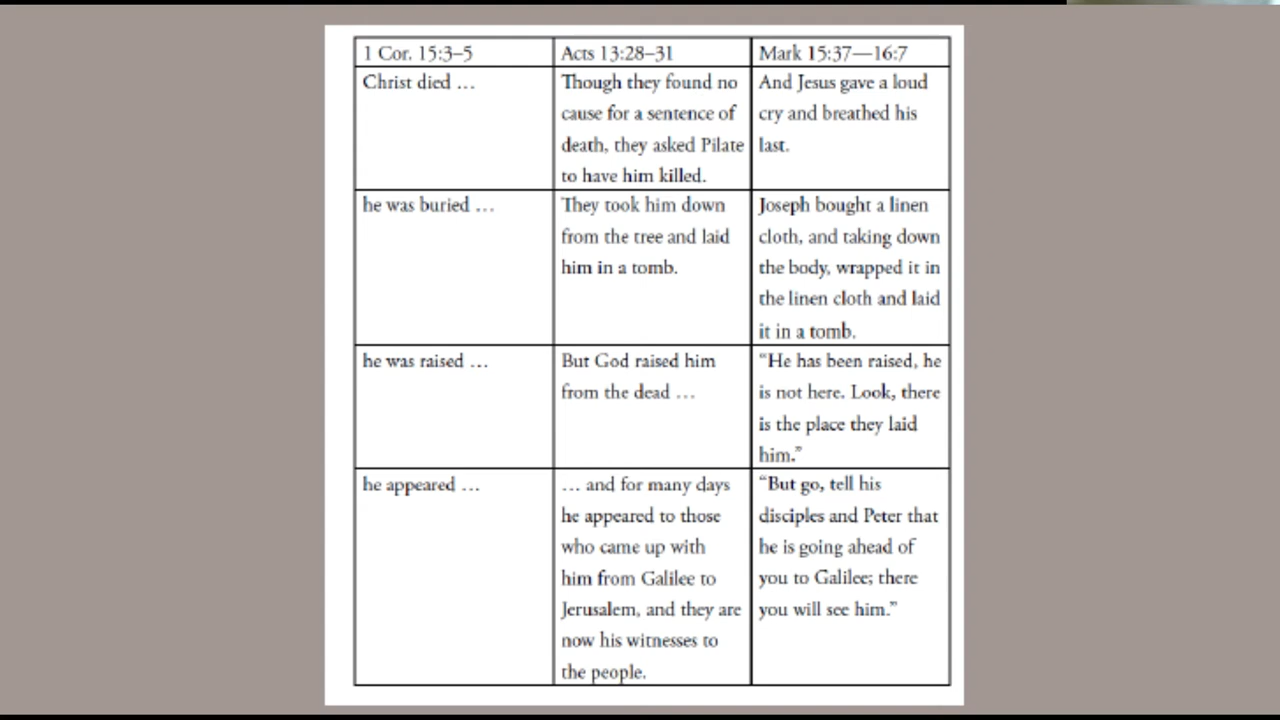 1 Cor. 15:3–5
Acts 13:28–31
Mark 15:37—16:7
Christ died …
Though they found no
cause for a sentence of
death, they asked Pilate
to have him killed.
And Jesus gave a loud
cry and breathed his
last.
he was buried …
They took him down
from the tree and laid
him in a tomb.
Joseph bought a linen
cloth, and taking down
the body, wrapped it in
the linen cloth and laid
it in a tomb.
he was raised …
But God raised him
from the dead …
“He has been raised, he
is not here. Look, there
is the place they laid
him.”
he appeared …
… and for many days
he appeared to those
who came up with
him from Galilee to
Jerusalem, and they are
now his witnesses to
the people.
“But go, tell his
disciples and Peter that
he is going ahead of
you to Galilee; there
you will see him.”